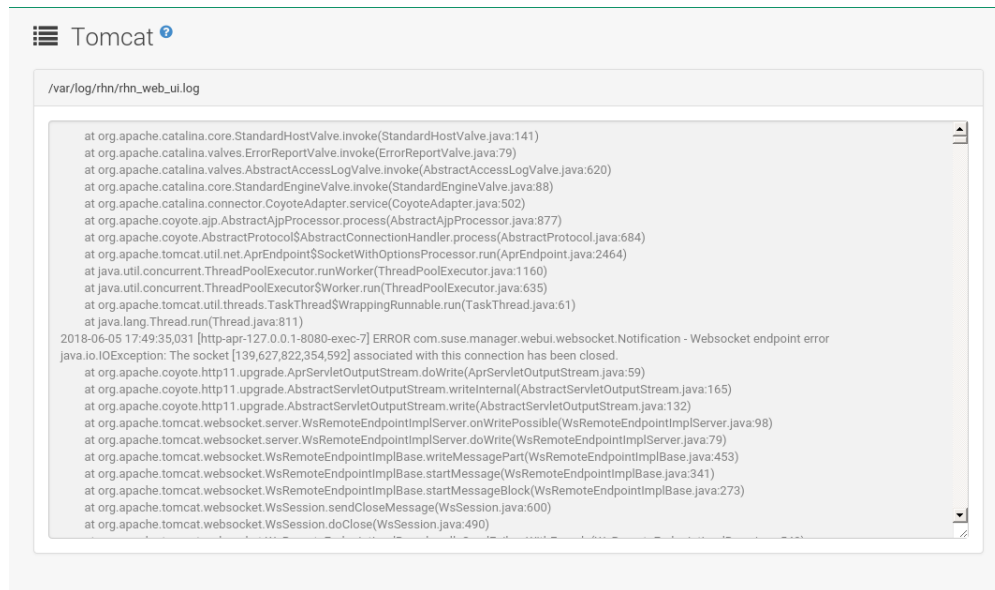 Tomcat ?
/var/log/rhn/rhn_web_ui.log
at org.apache.catalina.core.StandardHostValve.invoke(StandardHostValve.java:141)
at org.apache.catalina.valves.ErrorReportValve.invoke(ErrorReportValve.java:79)
at org.apache.catalina.valves.AbstractAccessLogValve.invoke(AbstractAccessLogValve.java:620)
at org.apache.catalina.core.StandardEngineValve.invoke(StandardEngineValve.java:88)
at org.apache.catalina.connector.CoyoteAdapter.service(CoyoteAdapter.java:502)
at org.apache.coyote.ajp.AbstractAjpProcessor.process(AbstractAjpProcessor.java:877)
at org.apache.coyote.AbstractProtocol$AbstractConnectionHandler.process(AbstractProtocol.java:684)
at org.apache.tomcat.util.net.AprEndpoint$SocketWithOptionsProcessor.run(AprEndpoint.java:2464)
at java.util.concurrent.ThreadPoolExecutor.runWorker(ThreadPoolExecutor.java:1160)
at java.util.concurrent.ThreadPoolExecutor$Worker.run(ThreadPoolExecutor.java:635)
at org.apache.tomcat.util.threads.TaskThread$WrappingRunnable.run(TaskThread.java:61)
at java.lang.Thread.run(Thread.java:811)
2018-06-05 17:49:35,031 [http-apr-127.0.0.1-8080-exec-7] ERROR com.suse.manager.webui.websocket.Notification - Websocket endpoint error
java.io.IOException: The socket [139,627,822,354,592] associated with this connection has been closed.
at org.apache.coyote.http11.upgrade.AprServletOutputStream.doWrite(AprServletOutputStream.java:59)
at org.apache.coyote.http11.upgrade.AbstractServletOutputStream.writeInternal(AbstractServletOutputStream.java:165)
at org.apache.coyote.http11.upgrade.AbstractServletOutputStream.write(AbstractServletOutputStream.java:132)
at org.apache.tomcat.websocket.server.WsRemoteEndpointImplServer.onWritePossible(WsRemoteEndpointImplServer.java:98)
at org.apache.tomcat.websocket.server.WsRemoteEndpointImplServer.doWrite(WsRemoteEndpointImplServer.java:79)
at org.apache.tomcat.websocket.WsRemoteEndpointImplBase.writeMessagePart(WsRemoteEndpointImplBase.java:453)
at org.apache.tomcat.websocket.WsRemoteEndpointImplBase.startMessage(WsRemoteEndpointImplBase.java:341)
at org.apache.tomcat.websocket.WsRemoteEndpointImplBase.startMessageBlock(WsRemoteEndpointImplBase.java:273)
at org.apache.tomcat.websocket.WsSession.sendCloseMessage(WsSession.java:600)
at org.apache.tomcat.websocket.WsSession.doClose(WsSession.java:490)